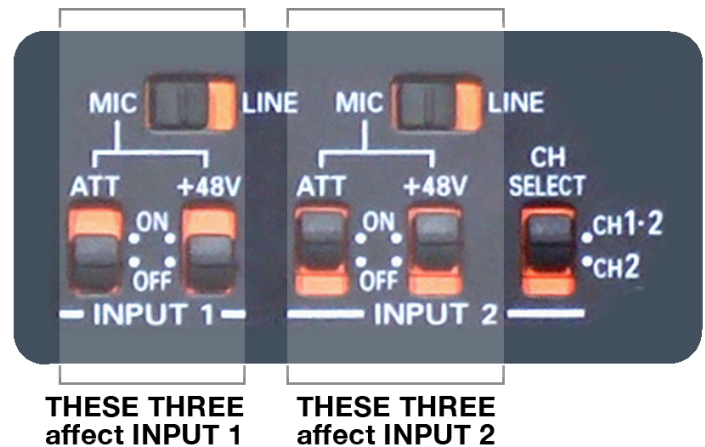 MIC LINE MIC LINE
CH
ATT +48V ATT +48V SELECT
ON ON CH1·2
OFF OFF CH2
INPUT 1 INPUT 2
THESE THREE THESE THREE
affect INPUT 1 affect INPUT 2